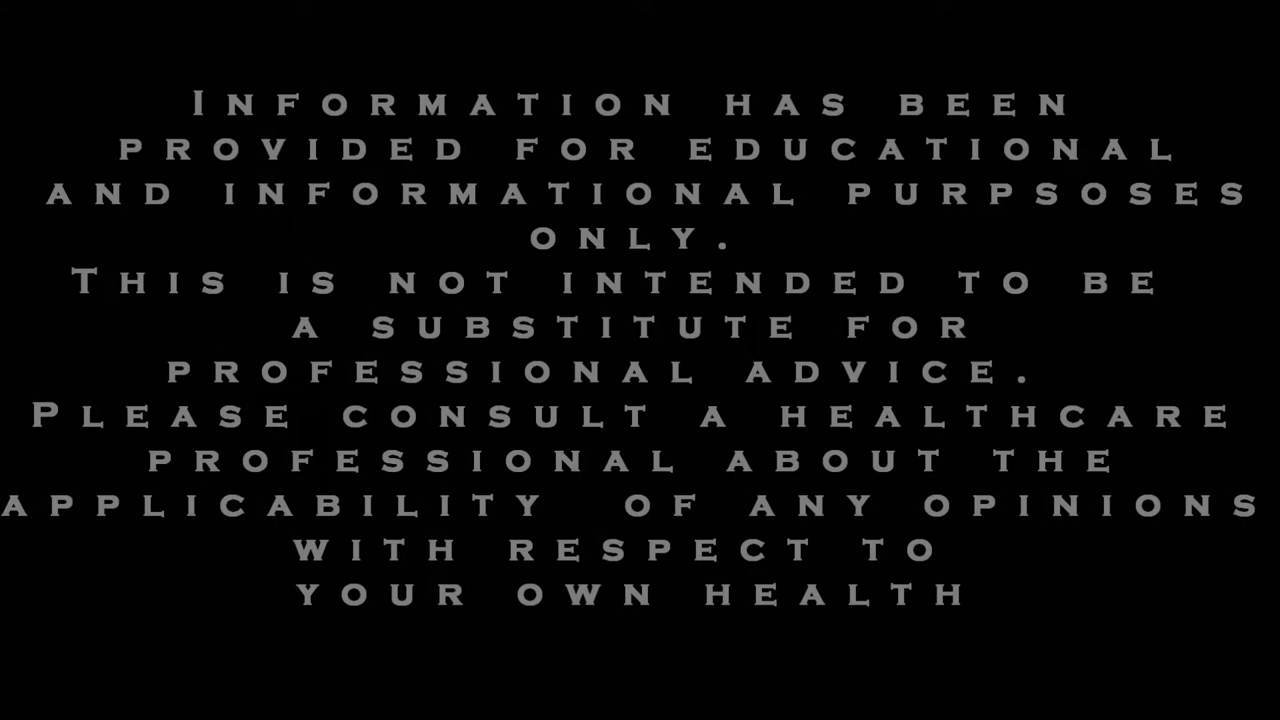 Information has been
provided for educational
and informational purpsoses
only.
This is not intended to be
a substitute for
professional advice.
Please consult a healthcare
professional about the
applicability of any opinions
with respect to
your own health